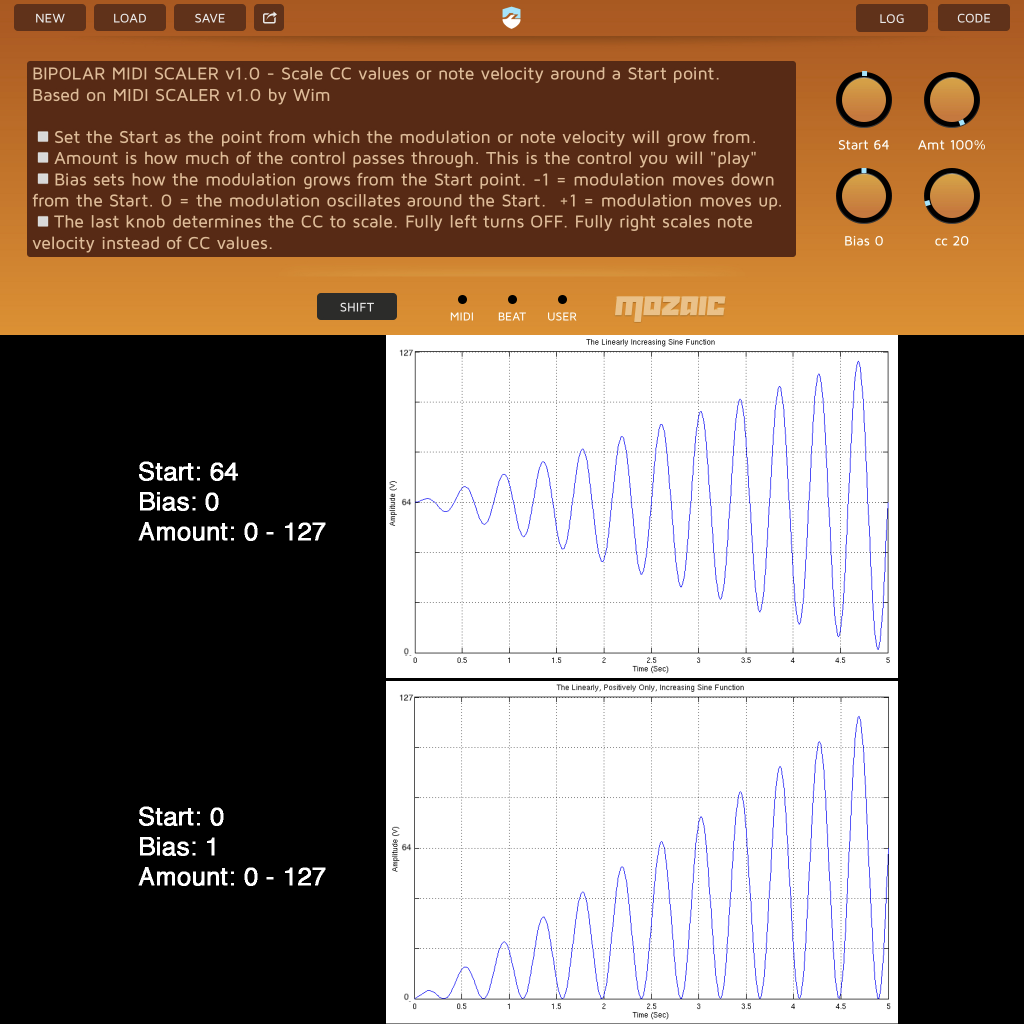 NEW LOAD SAVE LOG CODE
BIPOLAR MIDI SCALER v1.0 - Scale CC values or note velocity around a Start point.
Based on MIDI SCALER v1.0 by Wim
Set the Start as the point from which the modulation or note velocity will grow from.
Amount is how much of the control passes through. This is the control you will "play"
Bias sets how the modulation grows from the Start point. -1 = modulation moves down
from the Start. 0 = the modulation oscillates around the Start. +1 = modulation moves up.
The last knob determines the CC to scale. Fully left turns OFF. Fully right scales note
velocity instead of CC values.
Start 64 Amt 100%
Bias 0 cc 20
SHIFT MIDI BEAT USER mozaic
The Linearly Increasing Sine Function
127
64
0
Amplitude (V)
0 0.5 1 1.5 2 2.5 3 3.5 4 4.5 5
Time (Sec)
Start: 64
Bias: 0
Amount: 0 - 127
The Linearly, Positively Only, Increasing Sine Function
127
64
0
Amplitude (V)
0 0.5 1 1.5 2 2.5 3 3.5 4 4.5 5
Time (Sec)
Start: 0
Bias: 1
Amount: 0 - 127